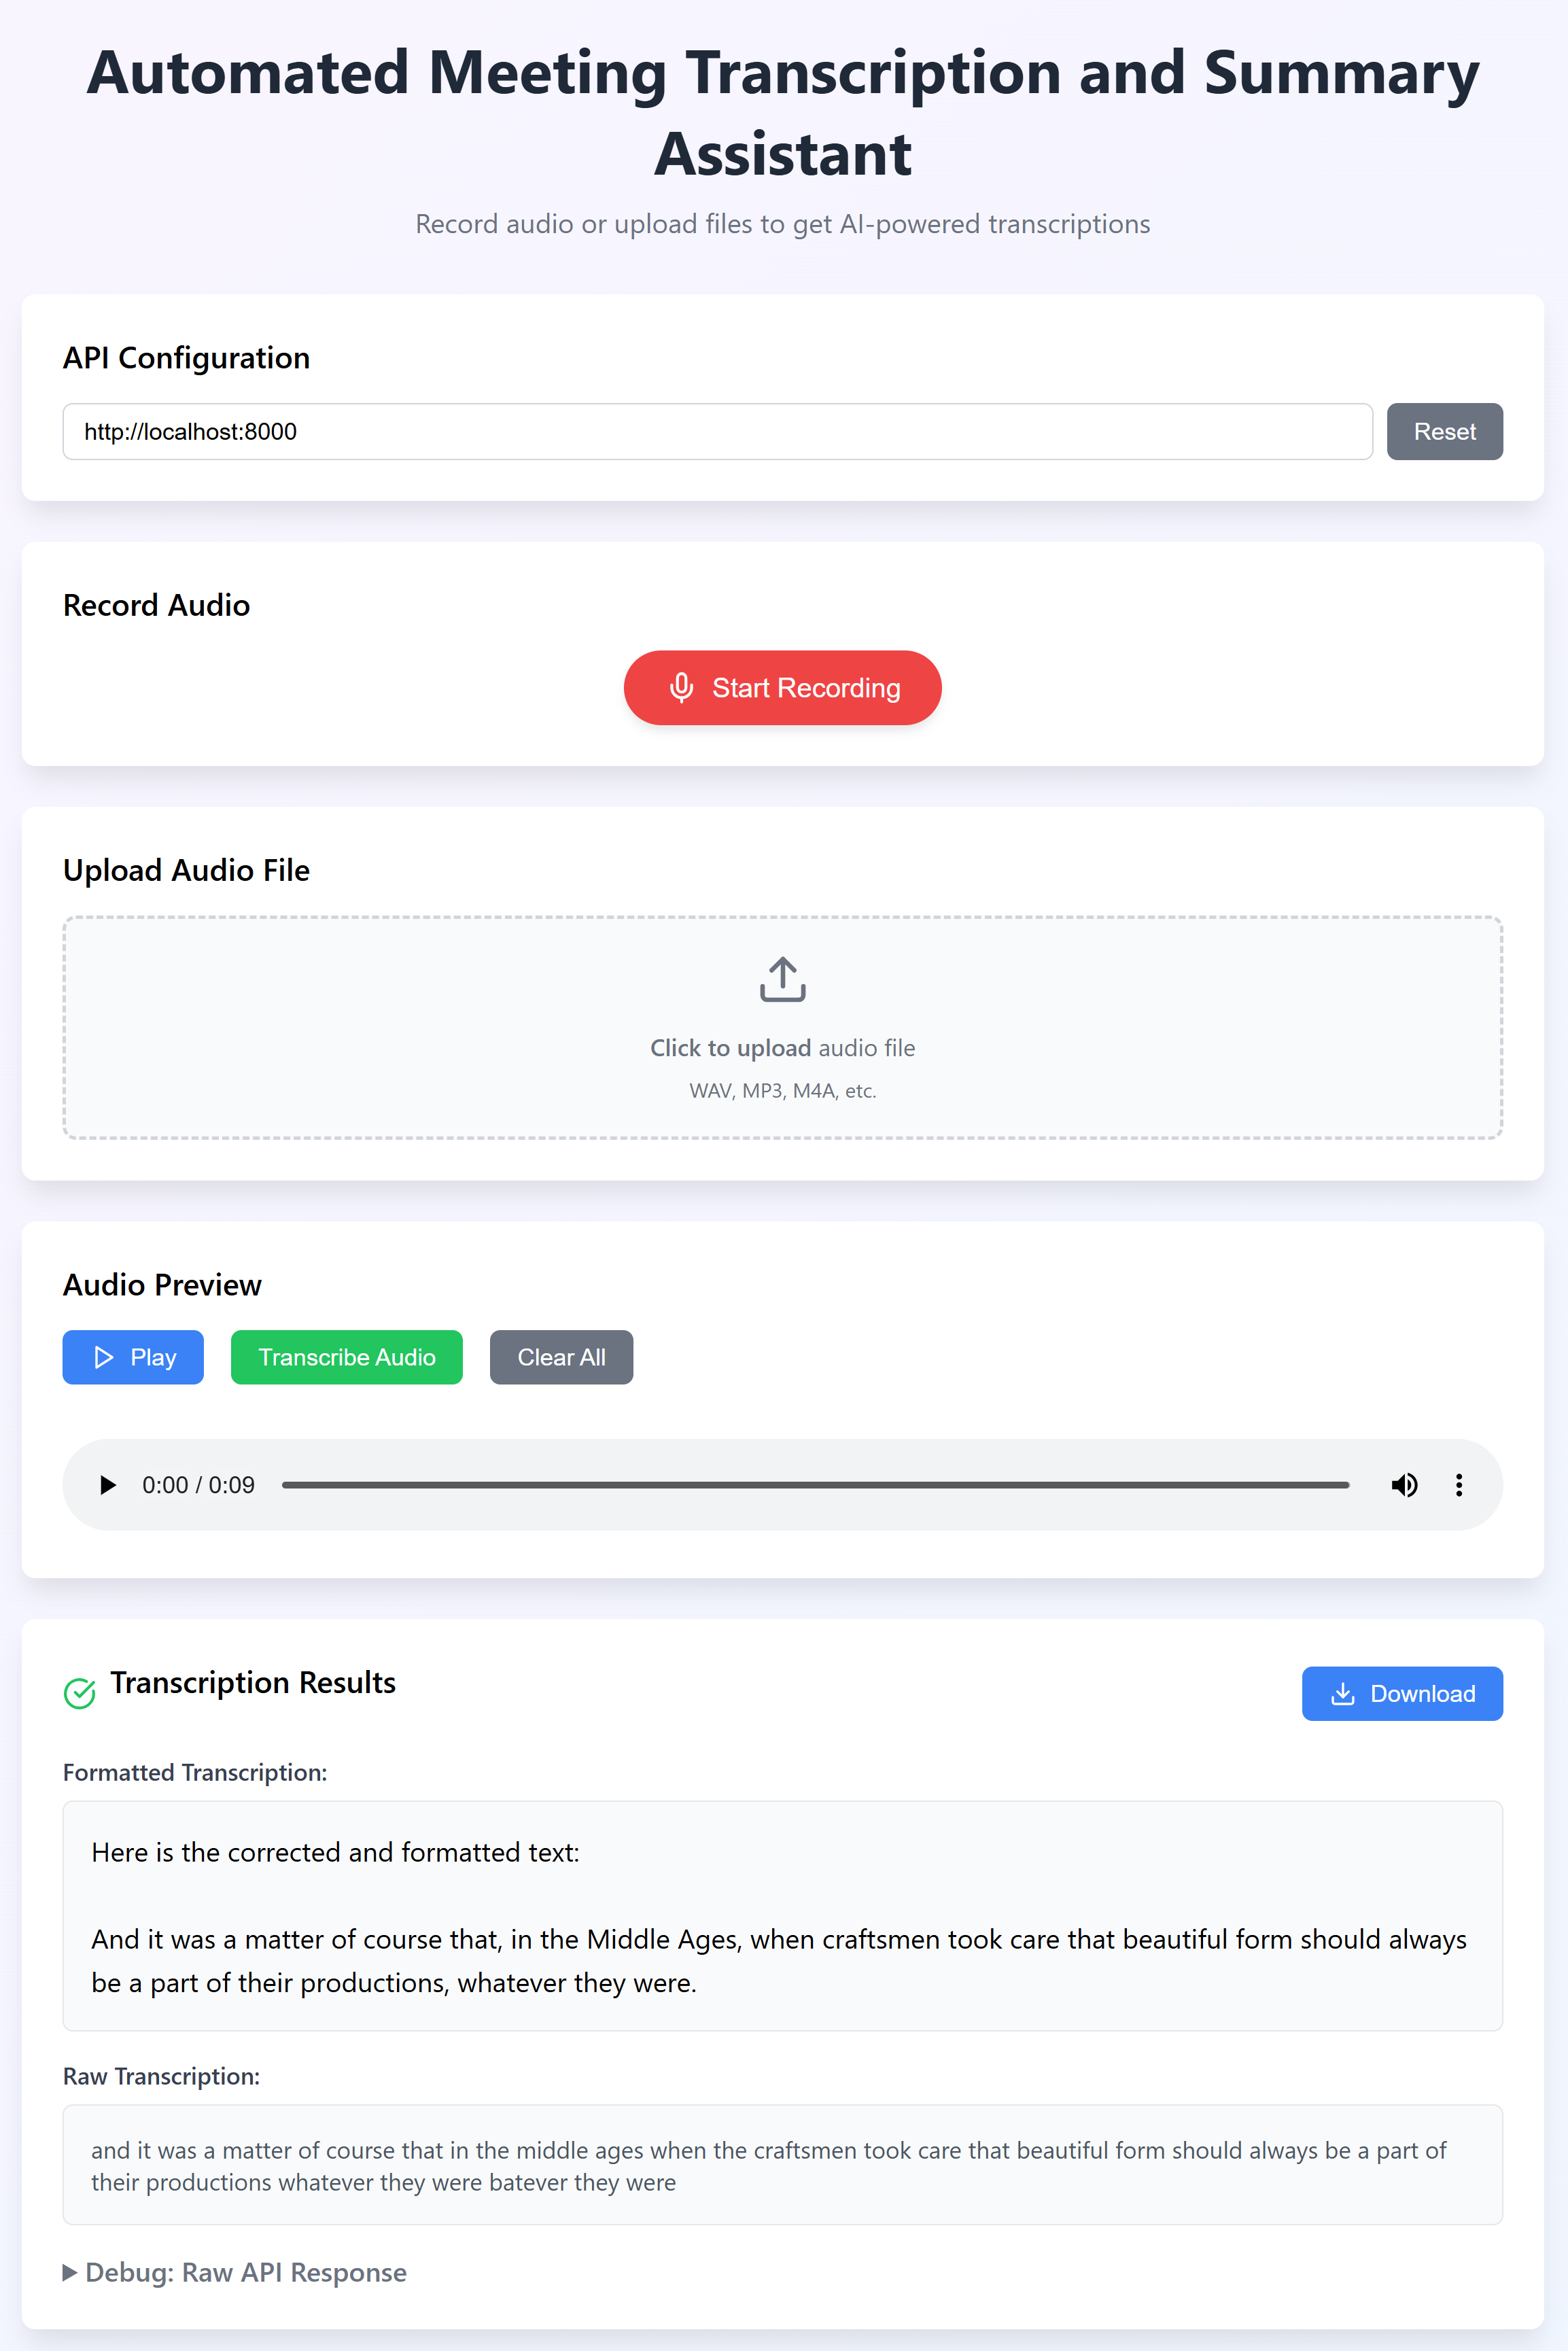 Automated Meeting Transcription and Summary
Assistant
Record audio or upload files to get AI-powered transcriptions
API Configuration
http://localhost:8000
Reset
Record Audio
Start Recording
Upload Audio File
Click to upload audio file
WAV, MP3, M4A, etc.
Audio Preview
Play
Transcribe Audio
Clear All
0:00 / 0:09
Transcription Results
Download
Formatted Transcription:
Here is the corrected and formatted text:
And it was a matter of course that, in the Middle Ages, when craftsmen took care that beautiful form should always
be a part of their productions, whatever they were.
Raw Transcription:
and it was a matter of course that in the middle ages when the craftsmen took care that beautiful form should always be a part of
their productions whatever they were batever they were
Debug: Raw API Response